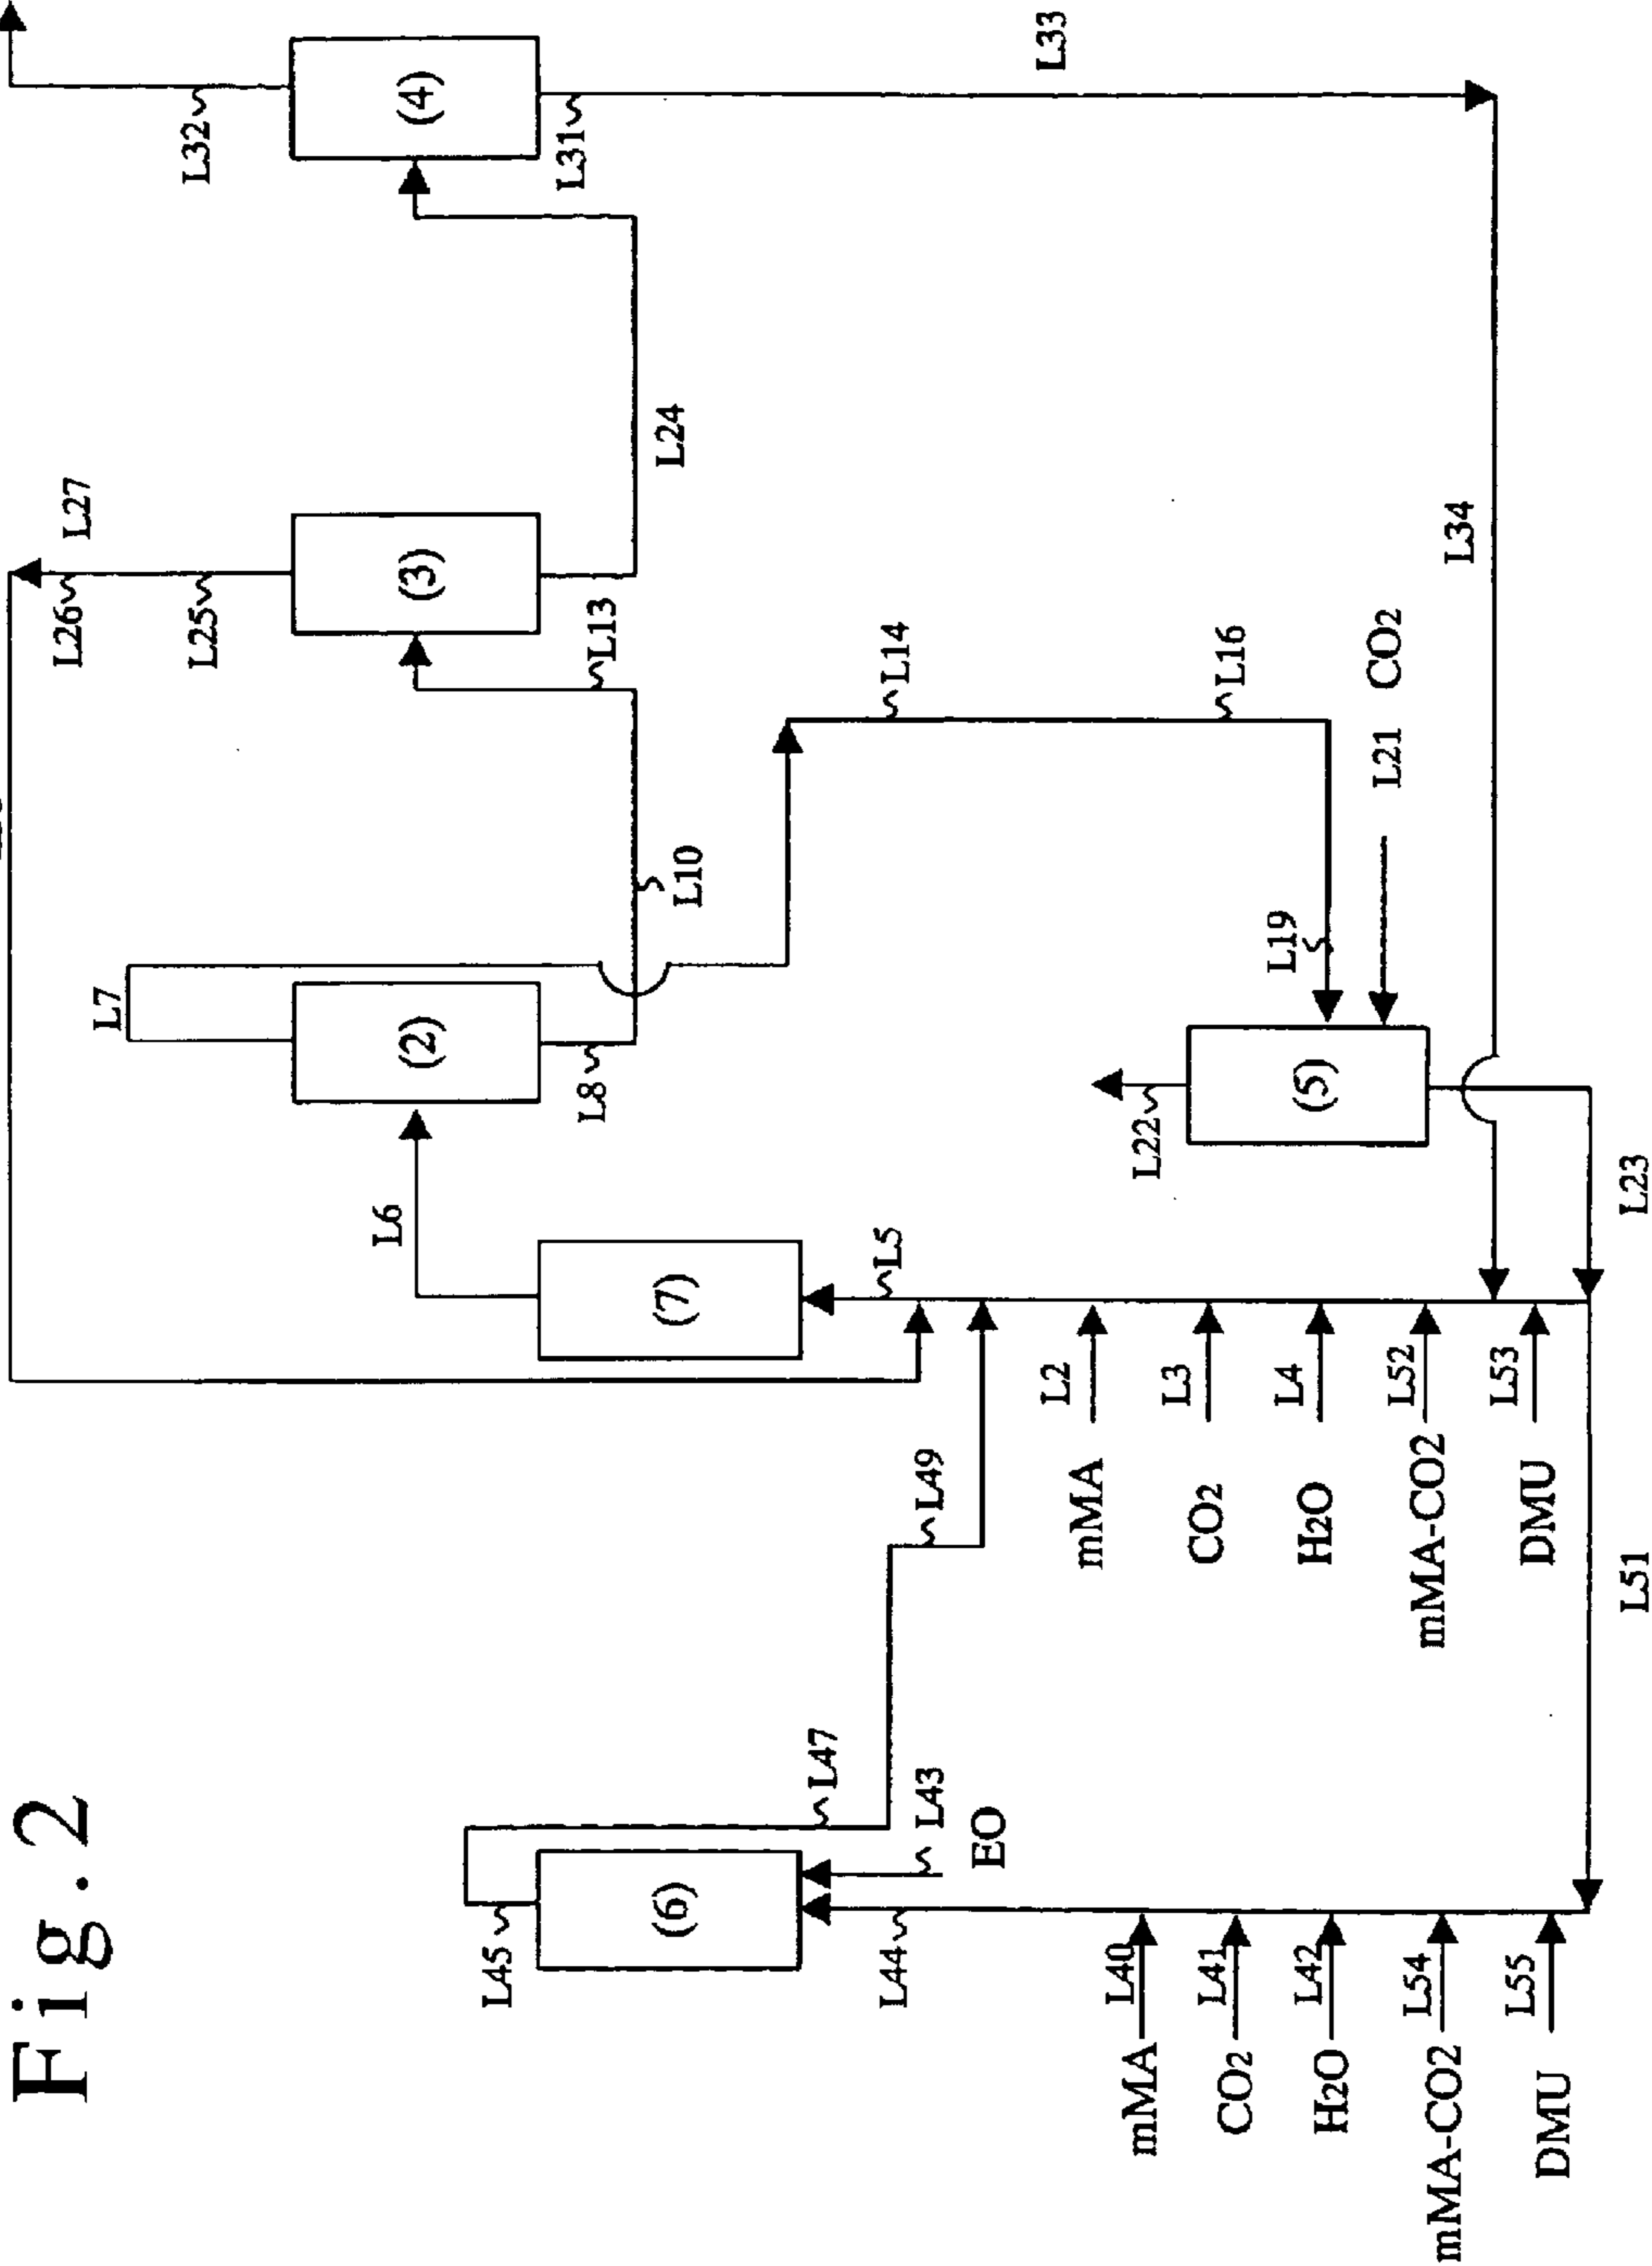 Fig.2
L26
L27
L7
L25
L32
L6
(2)
(3)
(4)
L45
L8
L13
L31
(6)
(7)
L10
L24
L47
L44
L43
L49
L5
L14
EO
L33
L2
mMA
L40
mMA
L22
L3
CO2
L16
L41
CO2
L19
(5)
L4
H2O
L42
H2O
L21 CO2
L52
mMA-CO2
L54
mMA-CO2
L34
L53
DMU
L55
DMU
L51
L23